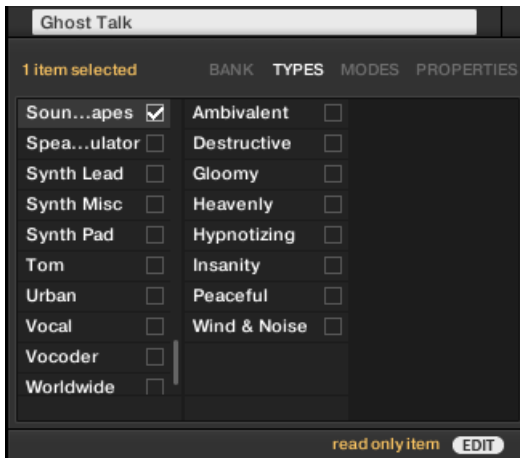 Ghost Talk
1 item selected BANK TYPES MODES PROPERTIES
Soun...apes Ambivalent
Spea...ulator Destructive
Synth Lead Gloomy
Synth Misc Heavenly
Synth Pad Hypnotizing
Tom Insanity
Urban Peaceful
Vocal Wind & Noise
Vocoder
Worldwide
read only item EDIT